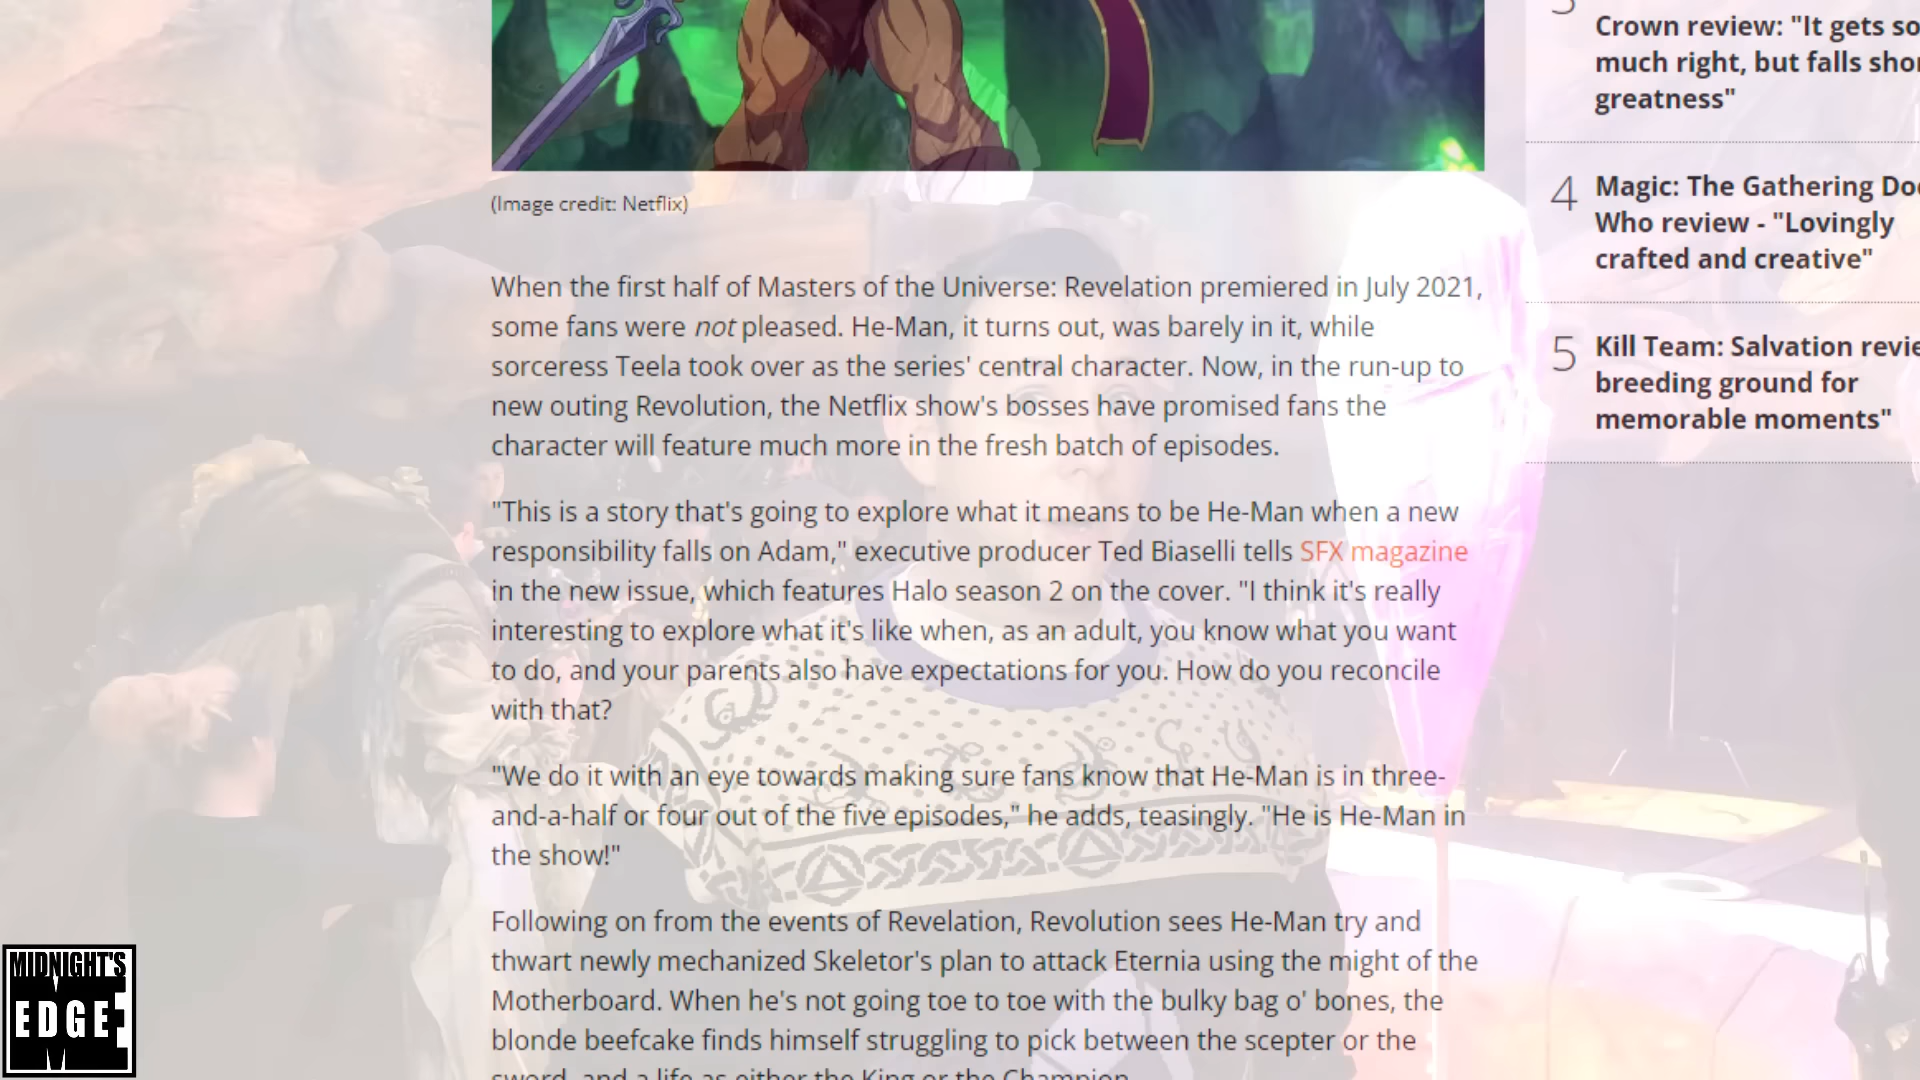 (Image credit: Netflix)
When the first half of Masters of the Universe: Revelation premiered in July 2021,
some fans were not pleased. He-Man, it turns out, was barely in it, while
sorceress Teela took over as the series' central character. Now, in the run-up to
new outing Revolution, the Netflix show's bosses have promised fans the
character will feature much more in the fresh batch of episodes.
"This is a story that's going to explore what it means to be He-Man when a new
responsibility falls on Adam," executive producer Ted Biaselli tells SFX magazine
in the new issue, which features Halo season 2 on the cover. "I think it's really
interesting to explore what it's like when, as an adult, you know what you want
to do, and your parents also have expectations for you. How do you reconcile
with that?
"We do it with an eye towards making sure fans know that He-Man is in three-
and-a-half or four out of the five episodes," he adds, teasingly. "He is He-Man in
the show!"
Following on from the events of Revelation, Revolution sees He-Man try and
thwart newly mechanized Skeletor's plan to attack Eternia using the might of the
Motherboard. When he's not going toe to toe with the bulky bag o' bones, the
blonde beefcake finds himself struggling to pick between the scepter or the
sword, and a life as either the King or the Champion.
Crown review: "It gets so
much right, but falls
greatness"
4
Magic: The Gathering
Who review - "Lovingly
crafted and creative"
5
Kill Team: Salvation
breeding ground for
memorable moments"
MIDNIGHT'S
EDGE